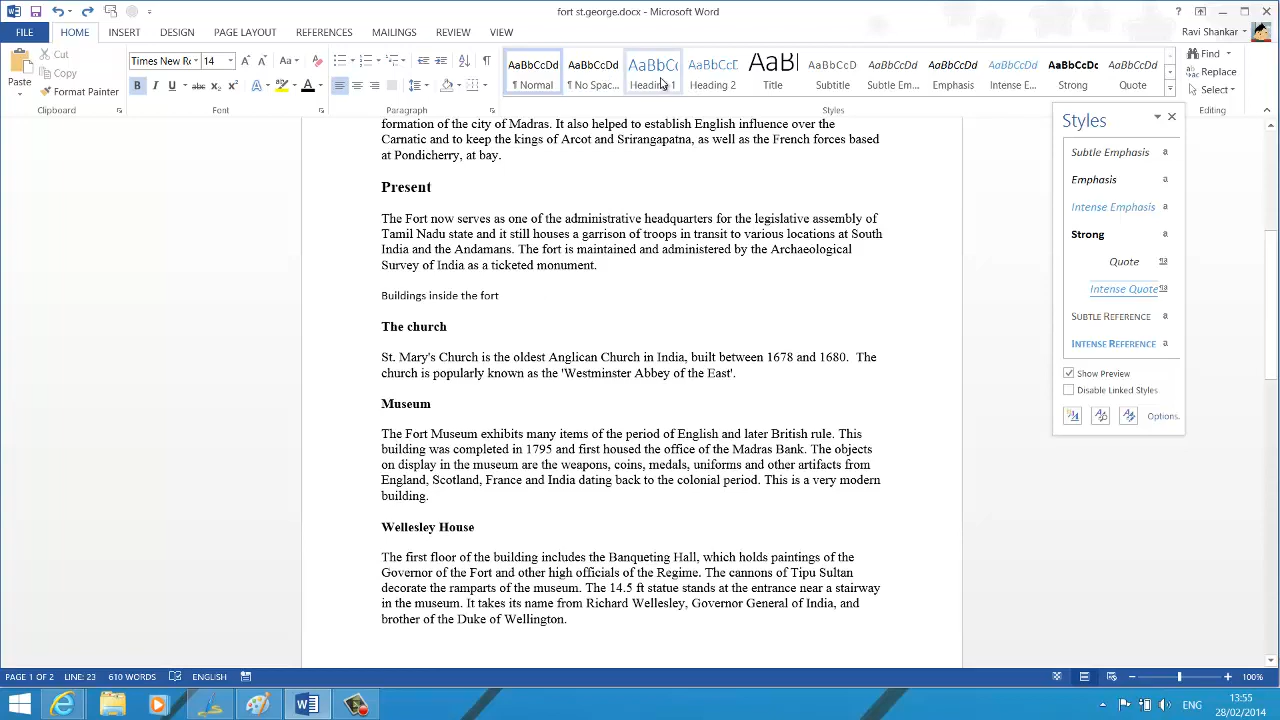 fort st.george.docx - Microsoft Word
FILE HOME INSERT DESIGN PAGE LAYOUT REFERENCES MAILINGS REVIEW VIEW Ravi Shankar
Paste
Cut
Copy
Format Painter
Clipboard
Times New Ro 14
Font
Paragraph
AaBbCcDd AaBbCcDd AaBbC AaBbCcE AaBl AaBbCcD AaBbCcDd AaBbCcDd AaBbCcDd AaBbCcDc AaBbCcDd
¶ Normal ¶ No Spac... Heading 1 Heading 2 Title Subtitle Subtle Em... Emphasis Intense E... Strong Quote
Styles
Find
Replace
Select
Editing
formation of the city of Madras. It also helped to establish English influence over the
Carnatic and to keep the kings of Arcot and Srirangapatna, as well as the French forces based
at Pondicherry, at bay.
Present
The Fort now serves as one of the administrative headquarters for the legislative assembly of
Tamil Nadu state and it still houses a garrison of troops in transit to various locations at South
India and the Andamans. The fort is maintained and administered by the Archaeological
Survey of India as a ticketed monument.
Buildings inside the fort
The church
St. Mary's Church is the oldest Anglican Church in India, built between 1678 and 1680. The
church is popularly known as the 'Westminster Abbey of the East'.
Museum
The Fort Museum exhibits many items of the period of English and later British rule. This
building was completed in 1795 and first housed the office of the Madras Bank. The objects
on display in the museum are the weapons, coins, medals, uniforms and other artifacts from
England, Scotland, France and India dating back to the colonial period. This is a very modern
building.
Wellesley House
The first floor of the building includes the Banqueting Hall, which holds paintings of the
Governor of the Fort and other high officials of the Regime. The cannons of Tipu Sultan
decorate the ramparts of the museum. The 14.5 ft statue stands at the entrance near a stairway
in the museum. It takes its name from Richard Wellesley, Governor General of India, and
brother of the Duke of Wellington.
Styles
Subtle Emphasis a
Emphasis a
Intense Emphasis a
Strong a
Quote ¶a
Intense Quote ¶a
SUBTLE REFERENCE a
INTENSE REFERENCE a
Show Preview
Disable Linked Styles
Options...
PAGE 1 OF 2 LINE: 23 610 WORDS ENGLISH 100%
ENG
13:55
28/02/2014